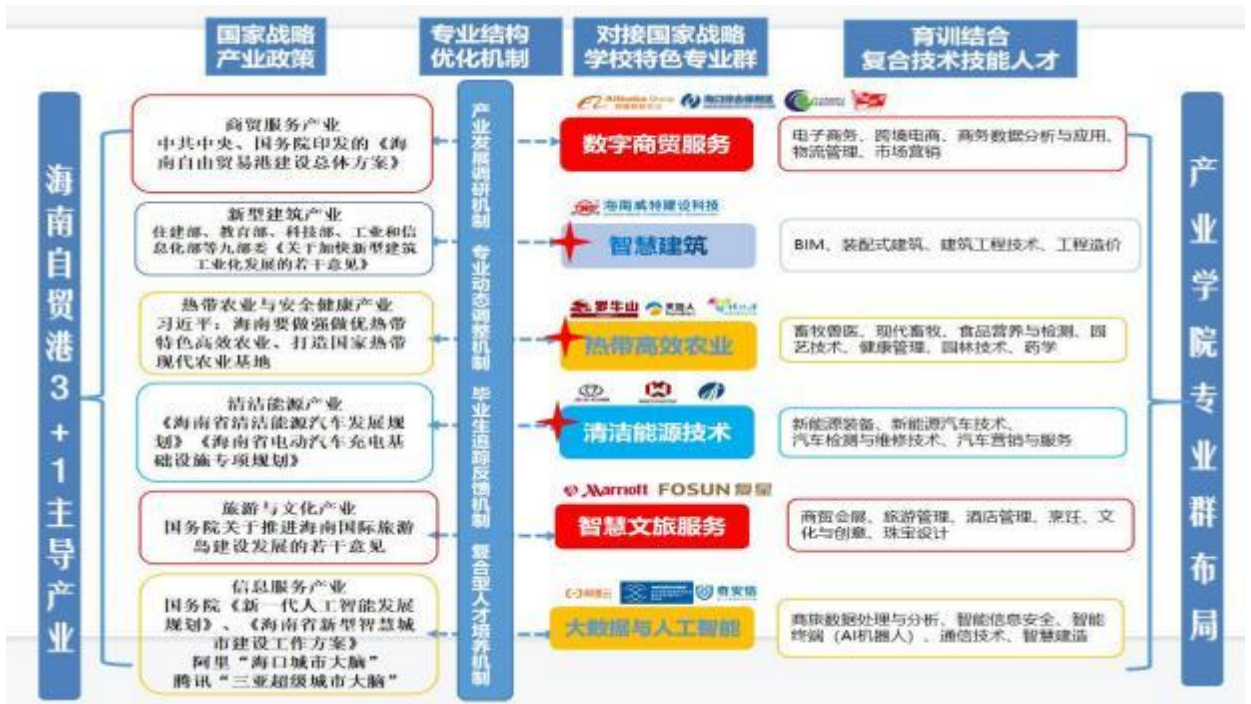 国家战略
产业政策
专业结构
优化机制
对接国家战略
学校特色专业群
育训结合
复合技术技能人才
海南自贸港3+1主导产业
商贸服务产业
中共中央、国务院印发的《海
南自由贸易港建设总体方案》
新型建筑产业
住建部、教育部、科技部、工业和信
息化部等九部委《关于加快新型建筑
工业化发展的若干意见》
热带农业与安全健康产业
习近平：海南要做强做优热带
特色高效农业、打造国家热带
现代农业基地
清洁能源产业
《海南省清洁能源汽车发展规
划》《海南省电动汽车充电基
础设施专项规划》
旅游与文化产业
国务院关于推进海南国际旅游
岛建设发展的若干意见
信息服务产业
国务院《新一代人工智能发展
规划》、《海南省新型智慧城
市建设工作方案》
阿里“海口城市大脑”
腾讯“三亚超级城市大脑”
产业发展调研机制 专业动态调整机制 毕业生追踪反馈机制 复合型人才培养机制
Alibaba Group
海口综合保税区
数字商贸服务
海南威特建设科技
智慧建筑
罗牛山
热带高效农业
清洁能源技术
Marriott FOSUN 复星
智慧文旅服务
阿里云
奇安信
大数据与人工智能
电子商务、跨境电商、商务数据分析与应用、
物流管理、市场营销
BIM、装配式建筑、建筑工程技术、工程造价
畜牧兽医、现代畜牧、食品营养与检测、园
艺技术、健康管理、园林技术、药学
新能源装备、新能源汽车技术、
汽车检测与维修技术、汽车营销与服务
商贸会展、旅游管理、酒店管理、烹饪、文
化与创意、珠宝设计
商旅数据处理与分析、智能信息安全、智能
终端（AI机器人）、通信技术、智慧建造
产业学院专业群布局